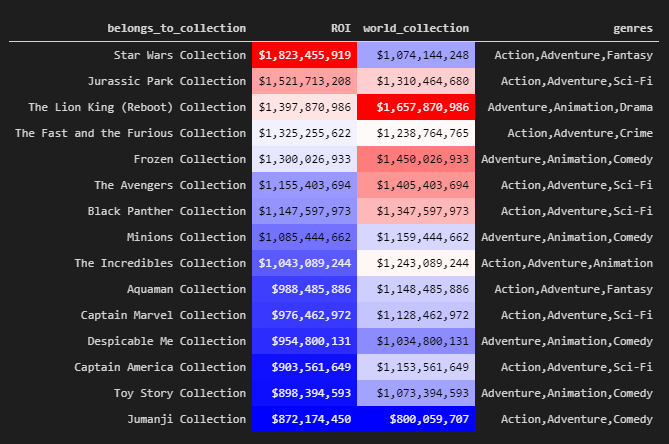 belongs_to_collection ROI world_collection genres
Star Wars Collection $1,823,455,919 $1,074,144,248 Action,Adventure,Fantasy
Jurassic Park Collection $1,521,713,208 $1,310,464,680 Action,Adventure,Sci-Fi
The Lion King (Reboot) Collection $1,397,870,986 $1,657,870,986 Adventure,Animation,Drama
The Fast and the Furious Collection $1,325,255,622 $1,238,764,765 Action,Adventure,Crime
Frozen Collection $1,300,026,933 $1,450,026,933 Adventure,Animation,Comedy
The Avengers Collection $1,155,403,694 $1,405,403,694 Action,Adventure,Sci-Fi
Black Panther Collection $1,147,597,973 $1,347,597,973 Action,Adventure,Sci-Fi
Minions Collection $1,085,444,662 $1,159,444,662 Adventure,Animation,Comedy
The Incredibles Collection $1,043,089,244 $1,243,089,244 Action,Adventure,Animation
Aquaman Collection $988,485,886 $1,148,485,886 Action,Adventure,Fantasy
Captain Marvel Collection $976,462,972 $1,128,462,972 Action,Adventure,Sci-Fi
Despicable Me Collection $954,800,131 $1,034,800,131 Adventure,Animation,Comedy
Captain America Collection $903,561,649 $1,153,561,649 Action,Adventure,Sci-Fi
Toy Story Collection $898,394,593 $1,073,394,593 Adventure,Animation,Comedy
Jumanji Collection $872,174,450 $800,059,707 Action,Adventure,Comedy